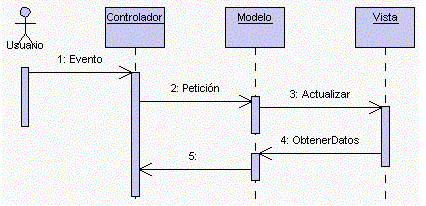 Controlador
Modelo
Vista
Usuario
1: Evento
2: Petición
3: Actualizar
4: ObtenerDatos
5: